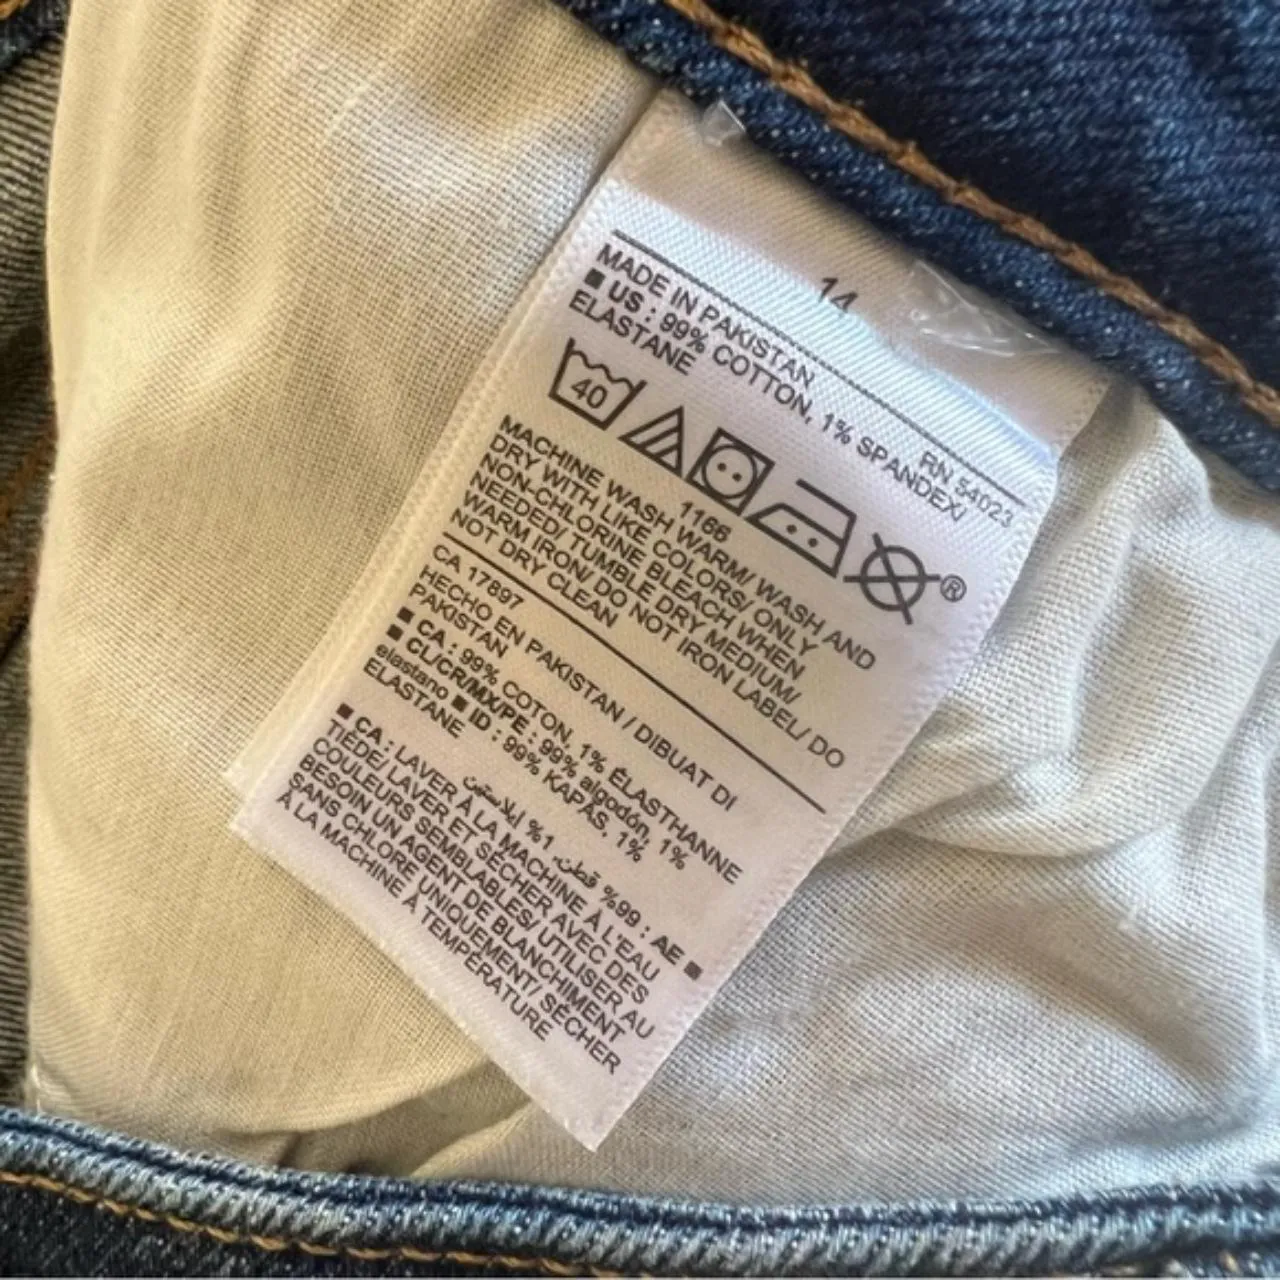 14
RN 54023
MADE IN PAKISTAN
■ US : 99% COTTON, 1% SPANDEX/
ELASTANE
40
®
1166
MACHINE WASH WARM/ WASH AND
DRY WITH LIKE COLORS/ ONLY
NON-CHLORINE BLEACH WHEN
NEEDED/ TUMBLE DRY MEDIUM/
WARM IRON/ DO NOT IRON LABEL/ DO
NOT DRY CLEAN
CA 17897
HECHO EN PAKISTAN / DIBUAT DI
PAKISTAN
■ CA : 99% COTON, 1% ÉLASTHANNE
■ CL/CR/MX/PE : 99% algodón, 1%
elastano ■ ID : 99% KAPAS, 1%
ELASTANE
■ AE : 99% قطن، 1% إيلاستين
■ CA : LAVER À LA MACHINE À L'EAU
TIÈDE/ LAVER ET SÉCHER AVEC DES
COULEURS SEMBLABLES/ UTILISER AU
BESOIN UN AGENT DE BLANCHIMENT
SANS CHLORE UNIQUEMENT/ SÉCHER
À LA MACHINE À TEMPÉRATURE